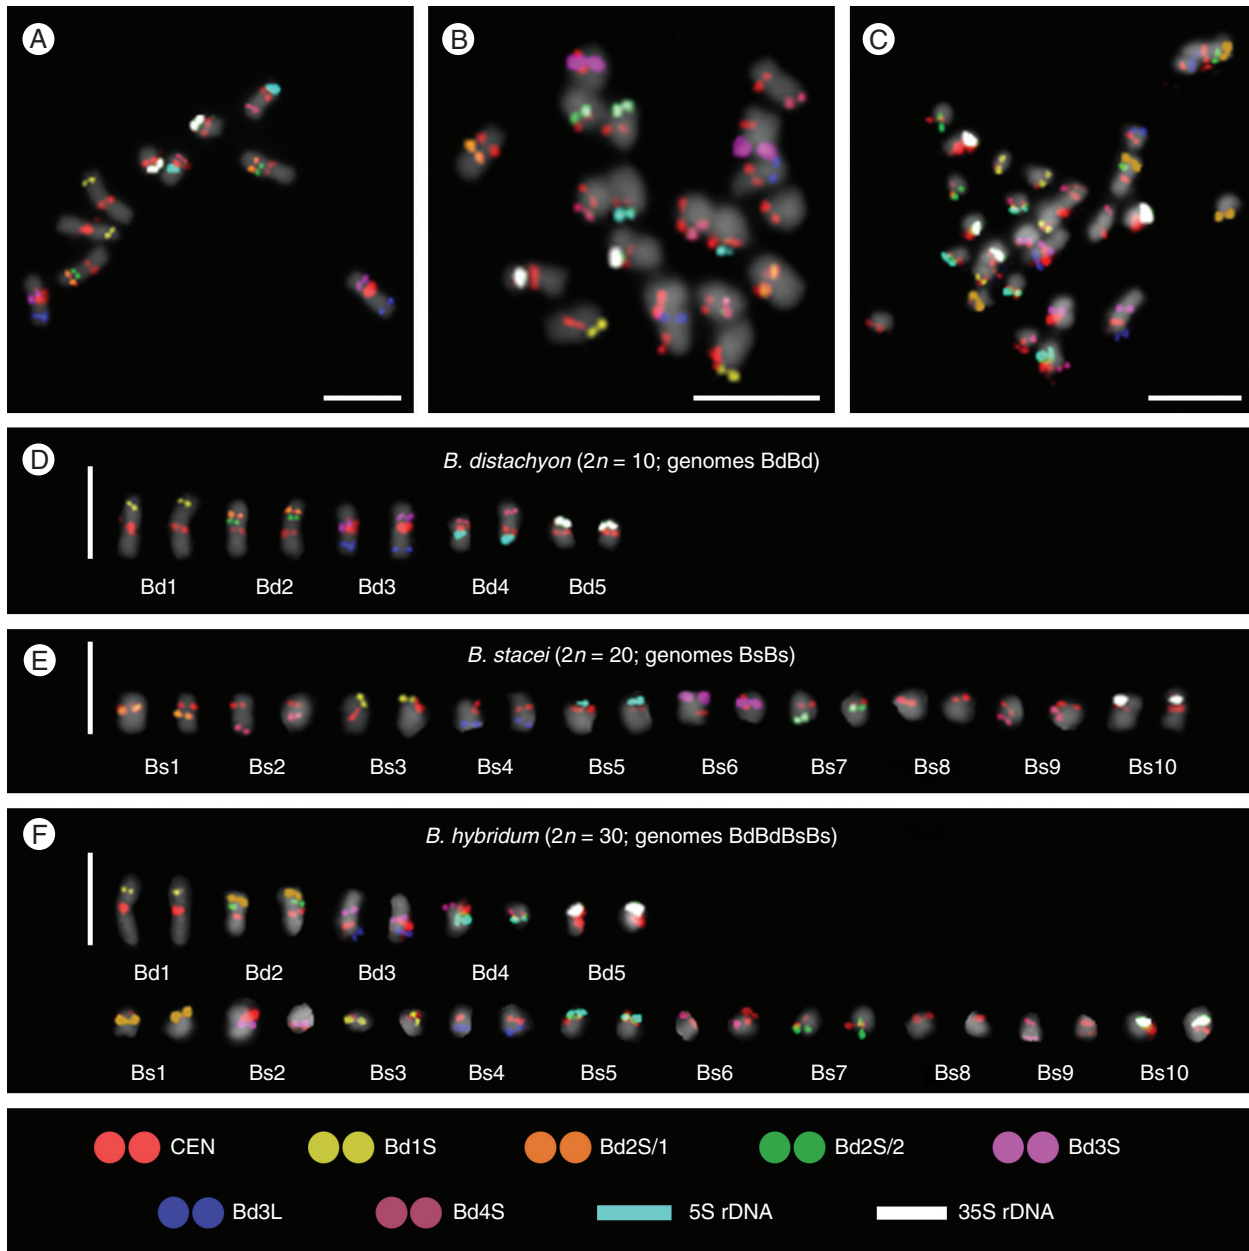 A
B
C
D
B. distachyon (2n = 10; genomes BdBd)
Bd1 Bd2 Bd3 Bd4 Bd5
E
B. stacei (2n = 20; genomes BsBs)
Bs1 Bs2 Bs3 Bs4 Bs5 Bs6 Bs7 Bs8 Bs9 Bs10
F
B. hybridum (2n = 30; genomes BdBdBsBs)
Bd1 Bd2 Bd3 Bd4 Bd5
Bs1 Bs2 Bs3 Bs4 Bs5 Bs6 Bs7 Bs8 Bs9 Bs10
CEN Bd1S Bd2S/1 Bd2S/2 Bd3S
Bd3L Bd4S 5S rDNA 35S rDNA